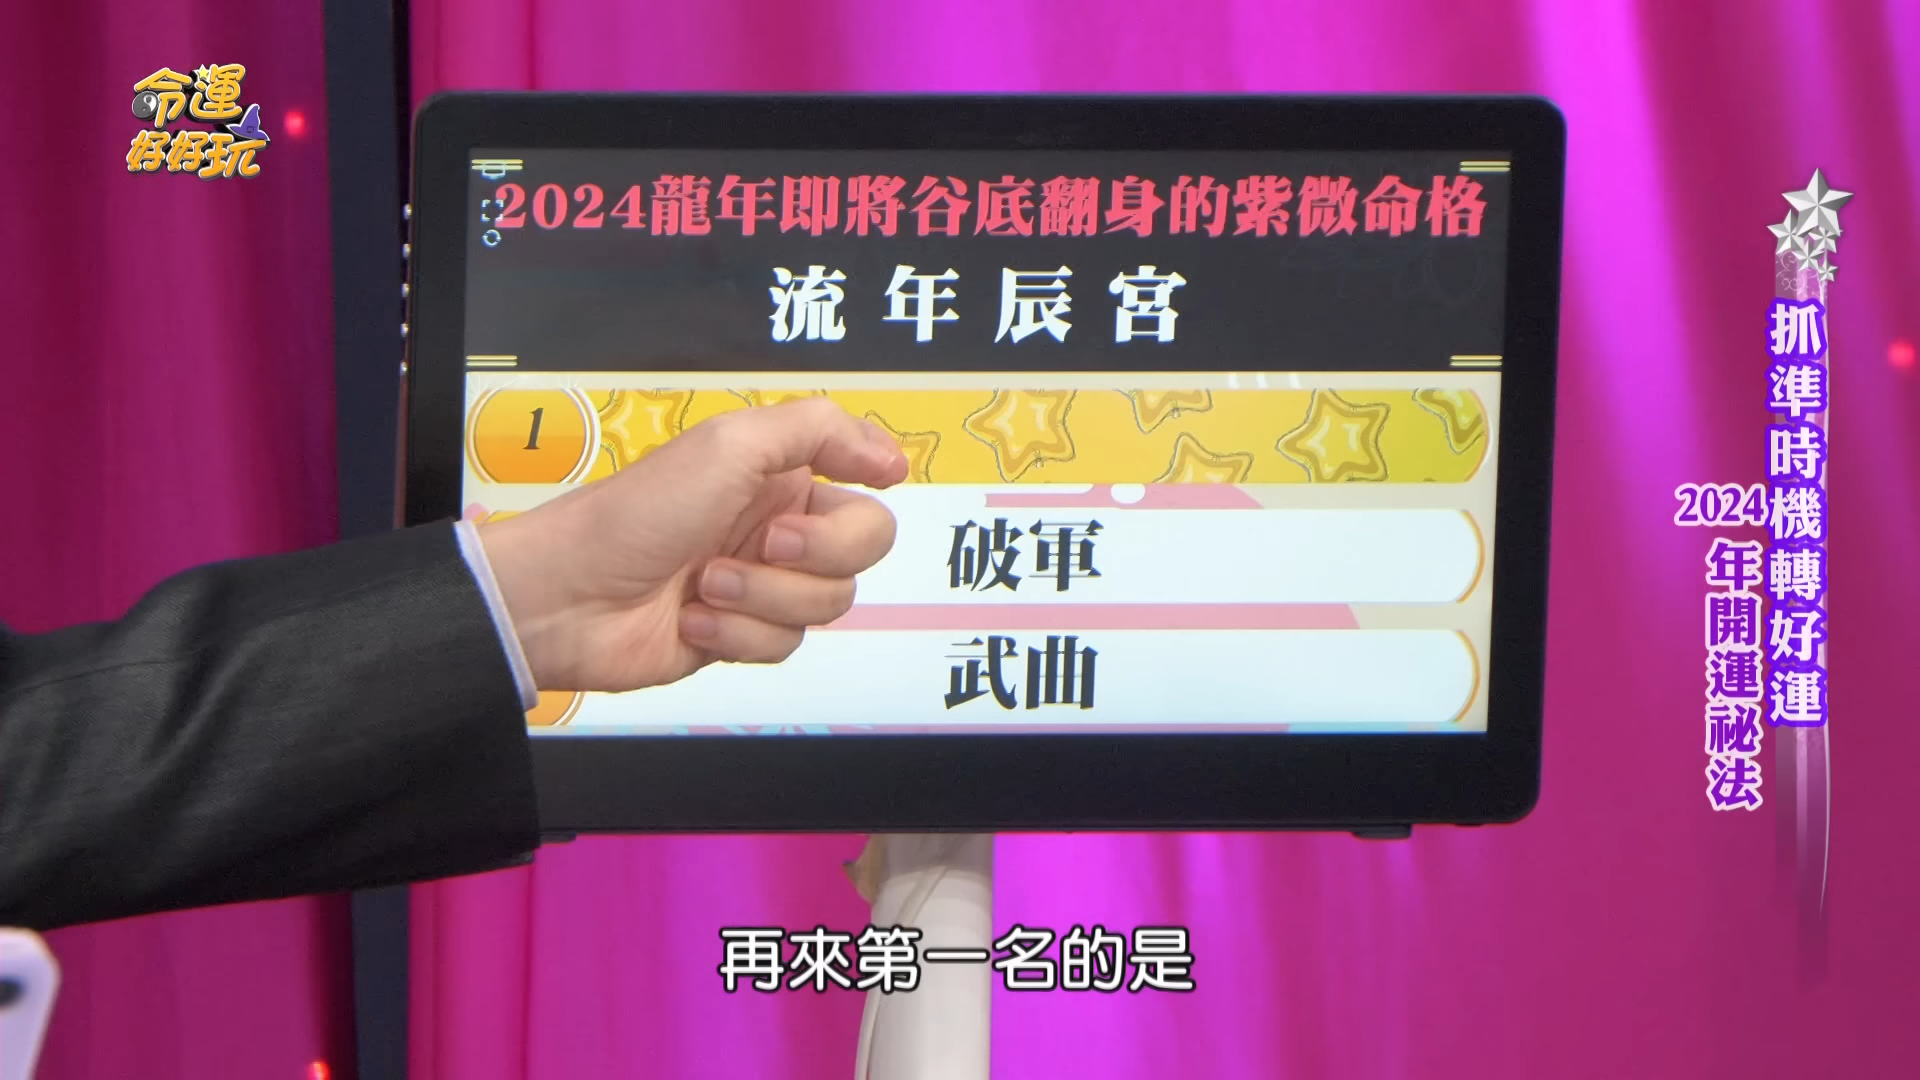 命運
好好玩
2024龍年即將谷底翻身的紫微命格
流年辰宮
1
破軍
武曲
抓準時機轉好運
2024年開運祕法
再來第一名的是